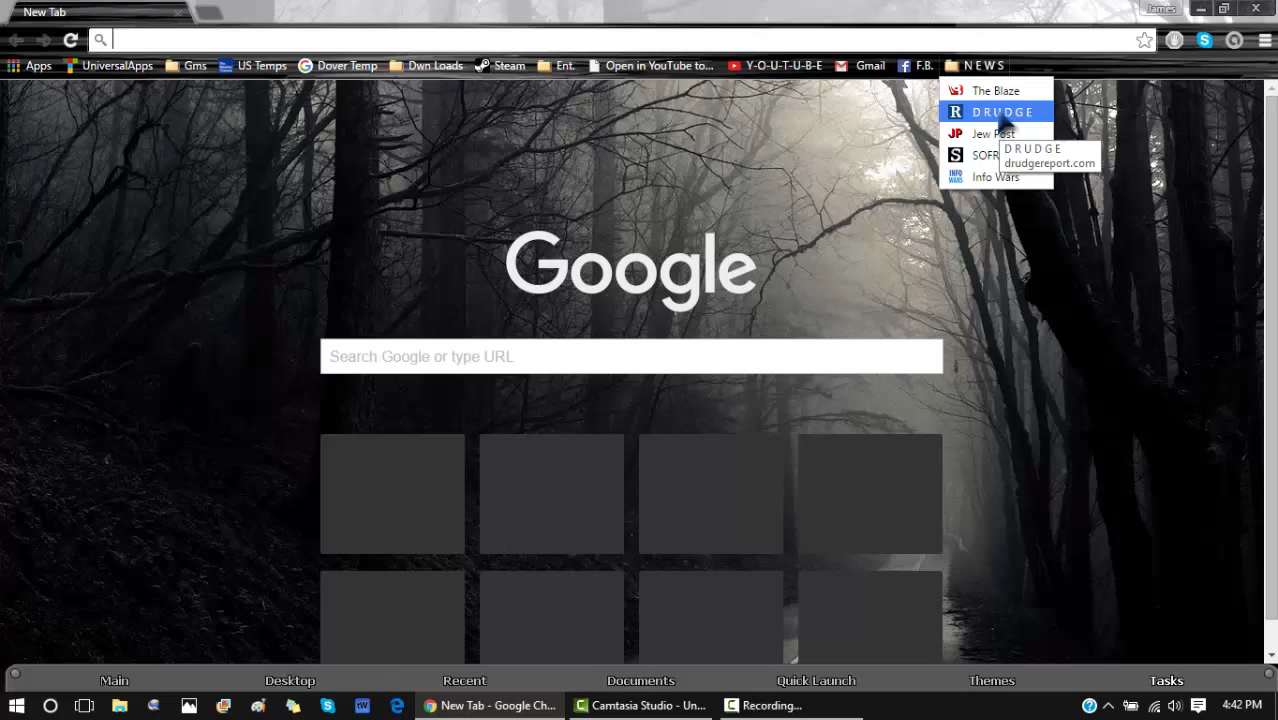 New Tab
James
Apps
UniversalApps
Gms
US Temps
Dover Temp
Dwn Loads
Steam
Ent.
Open in YouTube to...
Y-O-U-T-U-B-E
Gmail
F.B.
N E W S
The Blaze
D R U D G E
Jew Post
SOFR
Info Wars
D R U D G E
drudgereport.com
Google
Search Google or type URL
Main
Desktop
Recent
Documents
Quick Launch
Themes
Tasks
New Tab - Google Ch...
Camtasia Studio - Un...
Recording...
4:42 PM